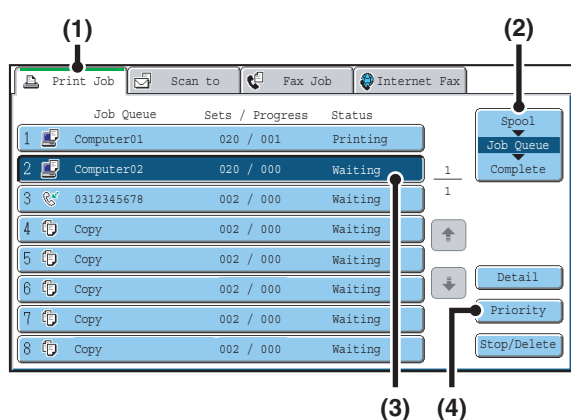 (1) (2)
Print Job Scan to Fax Job Internet Fax
Job Queue Sets / Progress Status
Spool
Job Queue
Complete
1 Computer01 020 / 001 Printing
2 Computer02 020 / 000 Waiting
1
1
3 0312345678 002 / 000 Waiting
4 Copy 002 / 000 Waiting
5 Copy 002 / 000 Waiting
6 Copy 002 / 000 Waiting
7 Copy 002 / 000 Waiting
8 Copy 002 / 000 Waiting
Detail
Priority
Stop/Delete
(3) (4)